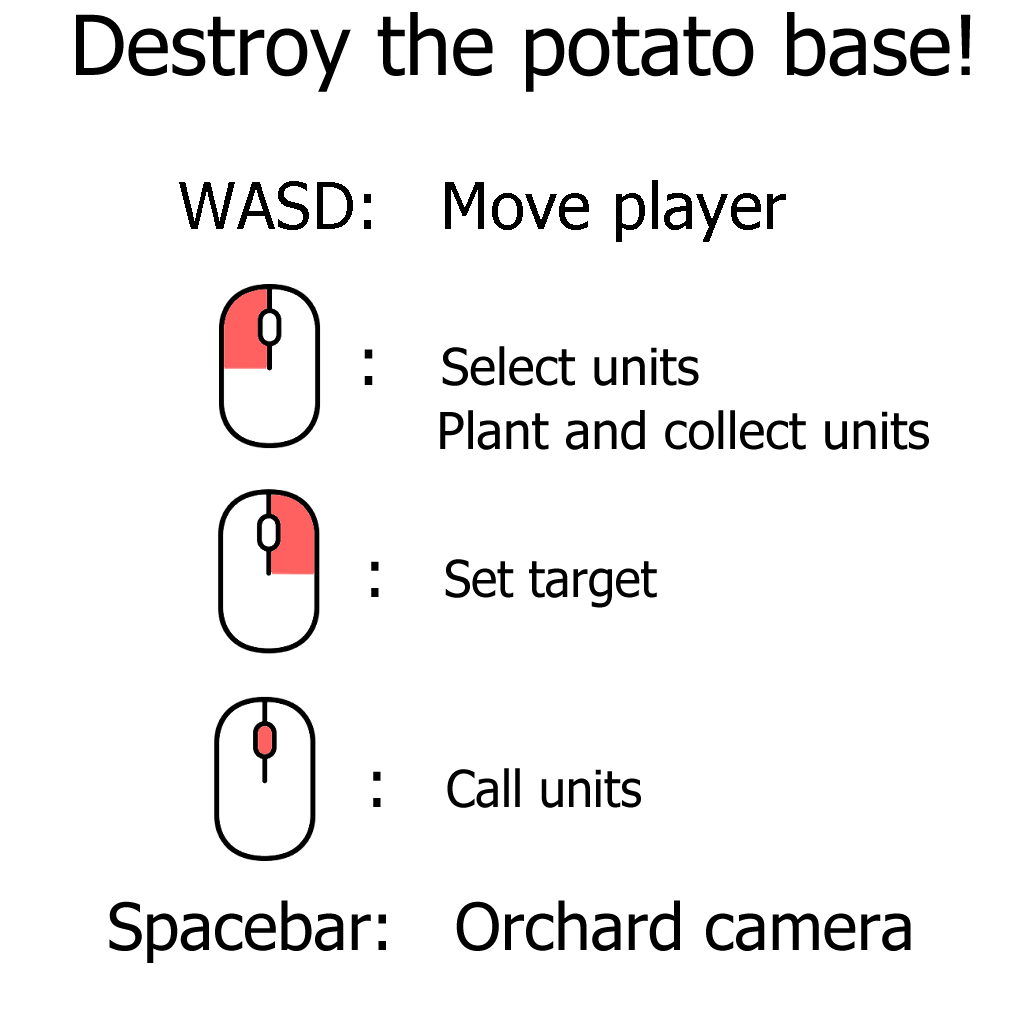 Destroy the potato base!
WASD: Move player
: Select units
Plant and collect units
: Set target
: Call units
Spacebar: Orchard camera